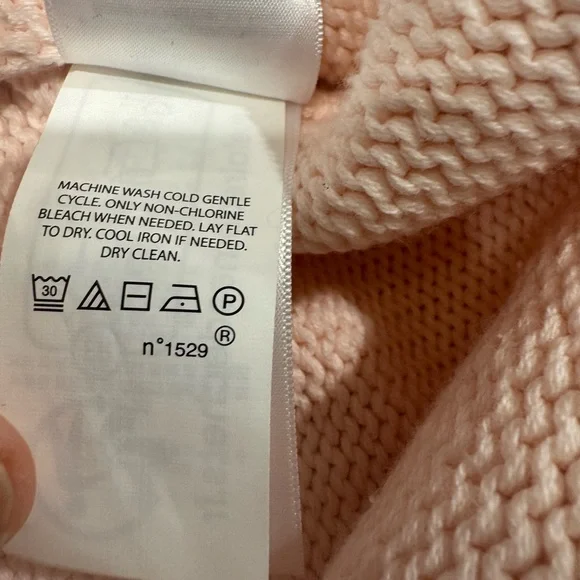 MACHINE WASH COLD GENTLE
CYCLE. ONLY NON-CHLORINE
BLEACH WHEN NEEDED. LAY FLAT
TO DRY. COOL IRON IF NEEDED.
DRY CLEAN.
30 P
n°1529 ®